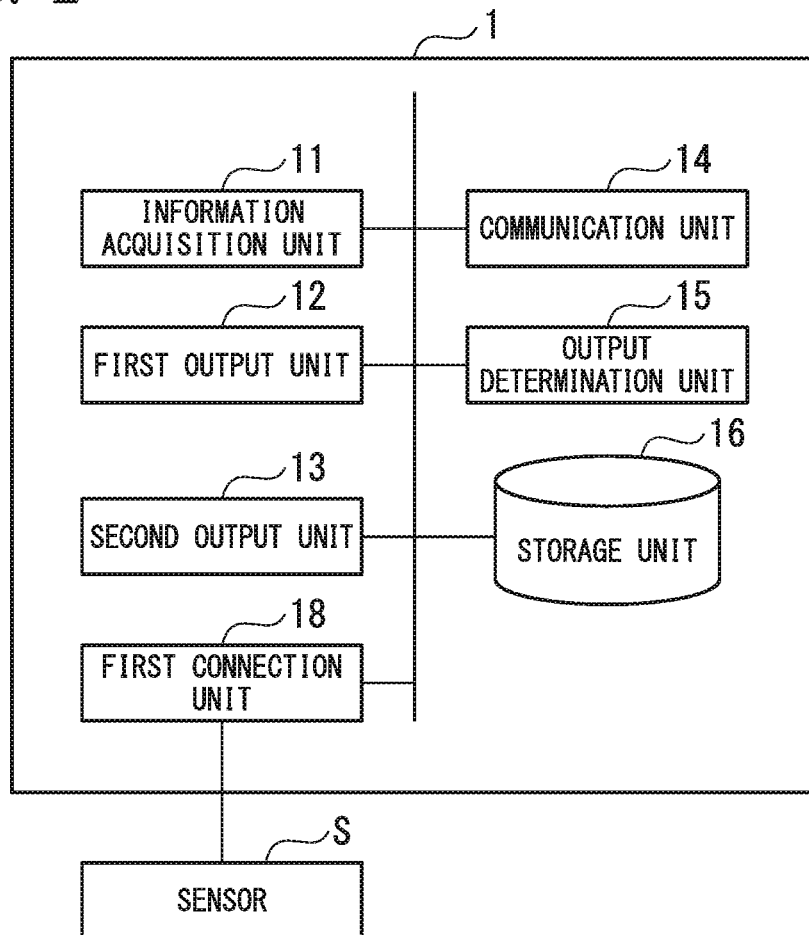 1
11
INFORMATION
ACQUISITION UNIT
14
COMMUNICATION UNIT
12
FIRST OUTPUT UNIT
15
OUTPUT
DETERMINATION UNIT
13
SECOND OUTPUT UNIT
16
STORAGE UNIT
18
FIRST CONNECTION
UNIT
S
SENSOR